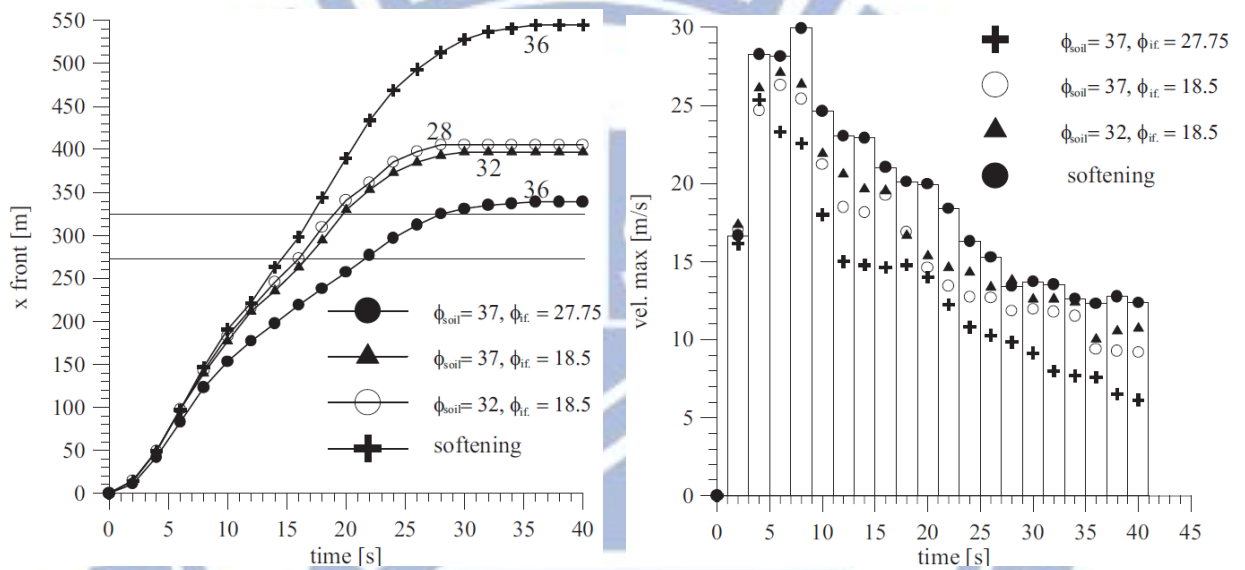 550
500
450
400
350
300
250
200
150
100
50
0
x front [m]
36
28
32
36
ϕsoil= 37, ϕif. = 27.75
ϕsoil= 37, ϕif. = 18.5
ϕsoil= 32, ϕif. = 18.5
softening
0 5 10 15 20 25 30 35 40
time [s]
30
25
20
15
10
5
0
vel. max [m/s]
ϕsoil= 37, ϕif. = 27.75
ϕsoil= 37, ϕif. = 18.5
ϕsoil= 32, ϕif. = 18.5
softening
0 5 10 15 20 25 30 35 40 45
time [s]